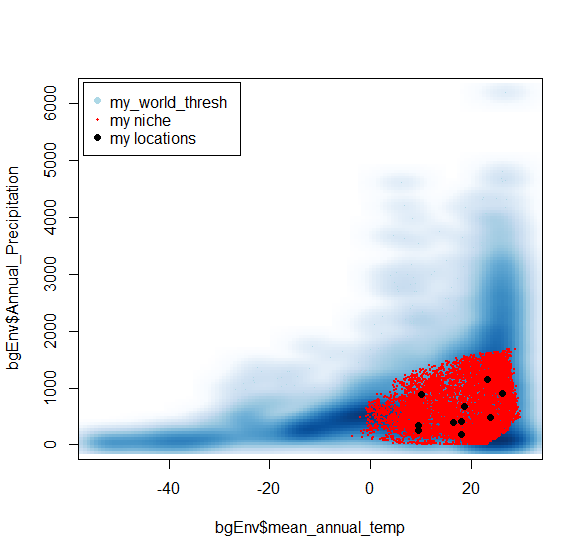 my_world_thresh
my niche
my locations
6000
5000
4000
3000
2000
1000
0
bgEnv$Annual_Precipitation
-40
-20
0
20
bgEnv$mean_annual_temp